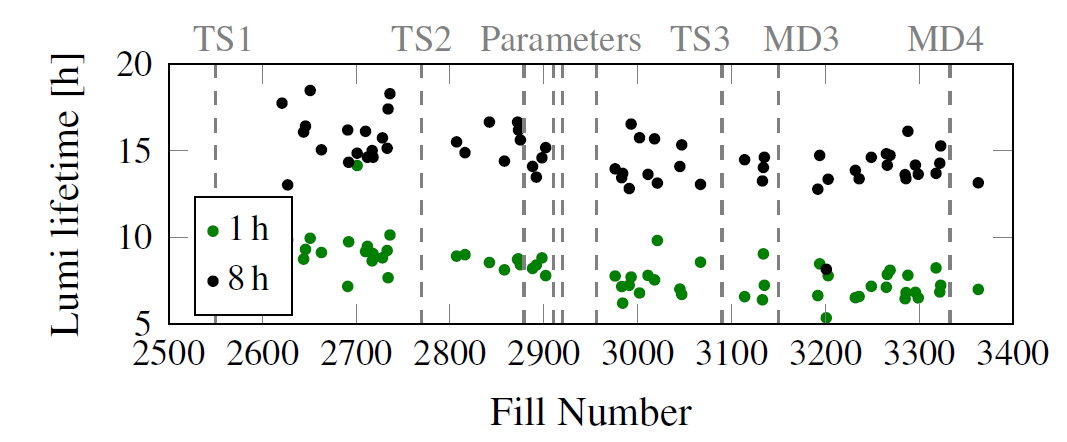 TS1 TS2 Parameters TS3 MD3 MD4
Lumi lifetime [h]
20
15
10
5
1 h
8 h
2500 2600 2700 2800 2900 3000 3100 3200 3300 3400
Fill Number